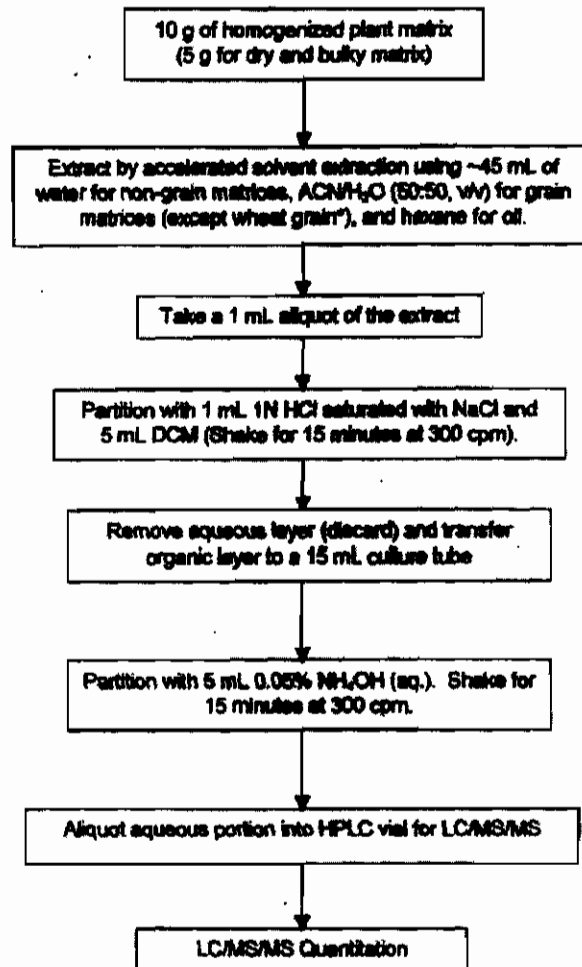 10 g of homogenized plant matrix
(5 g for dry and bulky matrix)
Extract by accelerated solvent extraction using ~45 mL of
water for non-grain matrices, ACN/H₂O (50:50, v/v) for grain
matrices (except wheat grain*), and hexane for oil.
Take a 1 mL aliquot of the extract
Partition with 1 mL 1N HCl saturated with NaCl and
5 mL DCM (Shake for 15 minutes at 300 cpm).
Remove aqueous layer (discard) and transfer
organic layer to a 15 mL culture tube
Partition with 5 mL 0.05% NH₄OH (aq.). Shake for
15 minutes at 300 cpm.
Aliquot aqueous portion into HPLC vial for LC/MS/MS
LC/MS/MS Quantitation